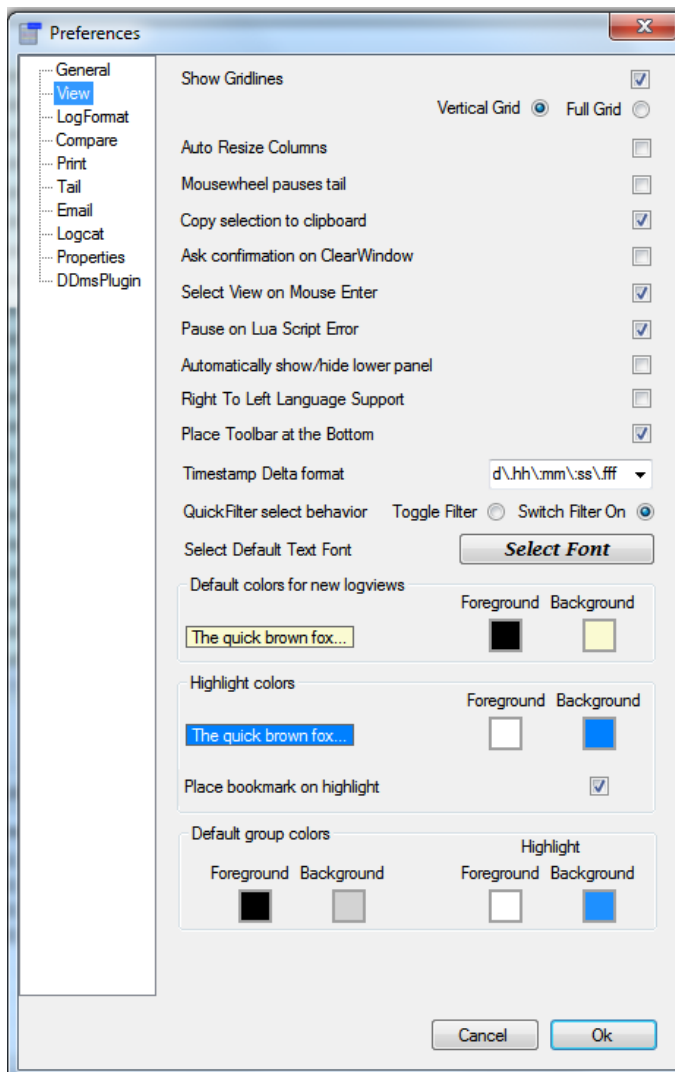 Preferences
General
View
LogFormat
Compare
Print
Tail
Email
Logcat
Properties
DDmsPlugin
Show Gridlines
Vertical Grid Full Grid
Auto Resize Columns
Mousewheel pauses tail
Copy selection to clipboard
Ask confirmation on ClearWindow
Select View on Mouse Enter
Pause on Lua Script Error
Automatically show/hide lower panel
Right To Left Language Support
Place Toolbar at the Bottom
Timestamp Delta format d\.hh\:mm\:ss\.fff
QuickFilter select behavior Toggle Filter Switch Filter On
Select Default Text Font Select Font
Default colors for new logviews
Foreground Background
The quick brown fox...
Highlight colors
Foreground Background
The quick brown fox...
Place bookmark on highlight
Default group colors
Highlight
Foreground Background Foreground Background
Cancel Ok